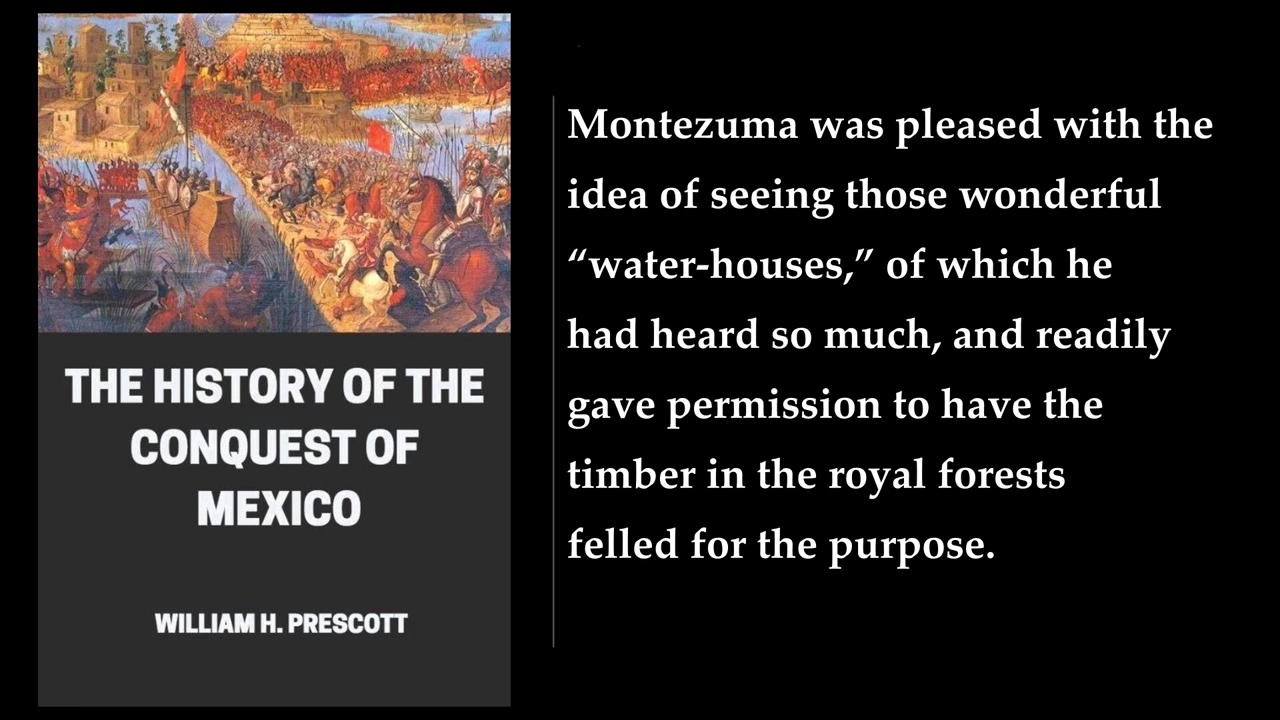 THE HISTORY OF THE
CONQUEST OF
MEXICO
WILLIAM H. PRESCOTT
Montezuma was pleased with the
idea of seeing those wonderful
“water-houses,” of which he
had heard so much, and readily
gave permission to have the
timber in the royal forests
felled for the purpose.